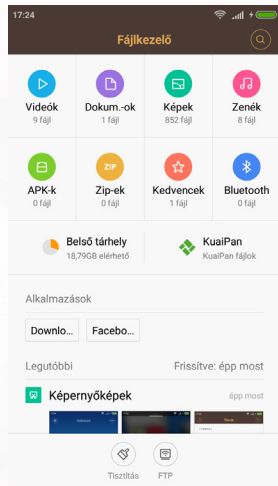 17:24
Fájlkezelő
Videók
9 fájl
Dokum.-ok
1 fájl
Képek
852 fájl
Zenék
8 fájl
APK-k
0 fájl
ZIP
Zip-ek
0 fájl
Kedvencek
1 fájl
Bluetooth
0 fájl
Belső tárhely
18,79GB elérhető
KuaiPan
KuaiPan fájlok
Alkalmazások
Downlo...
Facebo...
Legutóbbi
Frissítve: épp most
Képernyőképek
épp most
Tisztítás
FTP